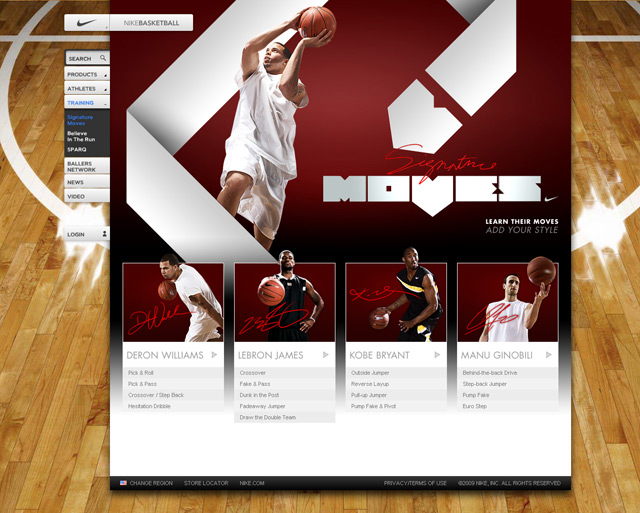 NIKEBASKETBALL
SEARCH
PRODUCTS
ATHLETES
TRAINING
Signature
Moves
Believe
In The Run
SPARQ
BALLERS
NETWORK
NEWS
VIDEO
LOGIN
Signature
MOVES
LEARN THEIR MOVES
ADD YOUR STYLE
DERON WILLIAMS
Pick & Roll
Pick & Pass
Crossover / Step Back
Hesitation Dribble
LEBRON JAMES
Crossover
Fake & Pass
Dunk in the Post
Fadeaway Jumper
Draw the Double Team
KOBE BRYANT
Outside Jumper
Reverse Layup
Pull-up Jumper
Pump Fake & Pivot
MANU GINOBILI
Behind-the-back Drive
Step-back Jumper
Pump Fake
Euro Step
CHANGE REGION STORE LOCATOR NIKE.COM PRIVACY/TERMS OF USE ©2009 NIKE, INC. ALL RIGHTS RESERVED